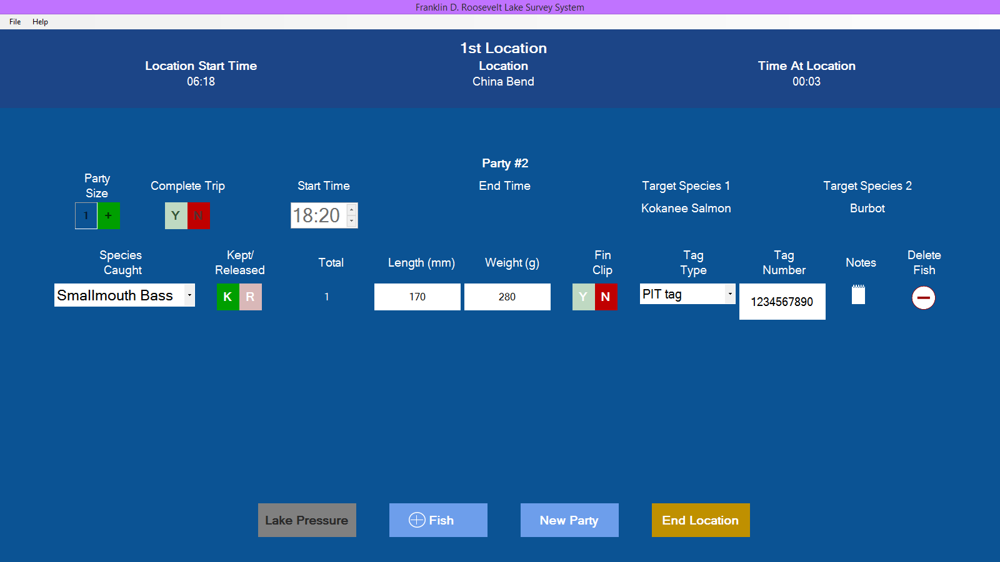 Franklin D. Roosevelt Lake Survey System
File Help
1st Location
Location Start Time Location Time At Location
06:18 China Bend 00:03
Party #2
Party Size Complete Trip Start Time End Time Target Species 1 Target Species 2
Kokanee Salmon Burbot
1 + Y N 18:20
Species Caught Kept/ Released Total Length (mm) Weight (g) Fin Clip Tag Type Tag Number Notes Delete Fish
Smallmouth Bass K R 1 170 280 Y N PIT tag 1234567890
Lake Pressure Fish New Party End Location